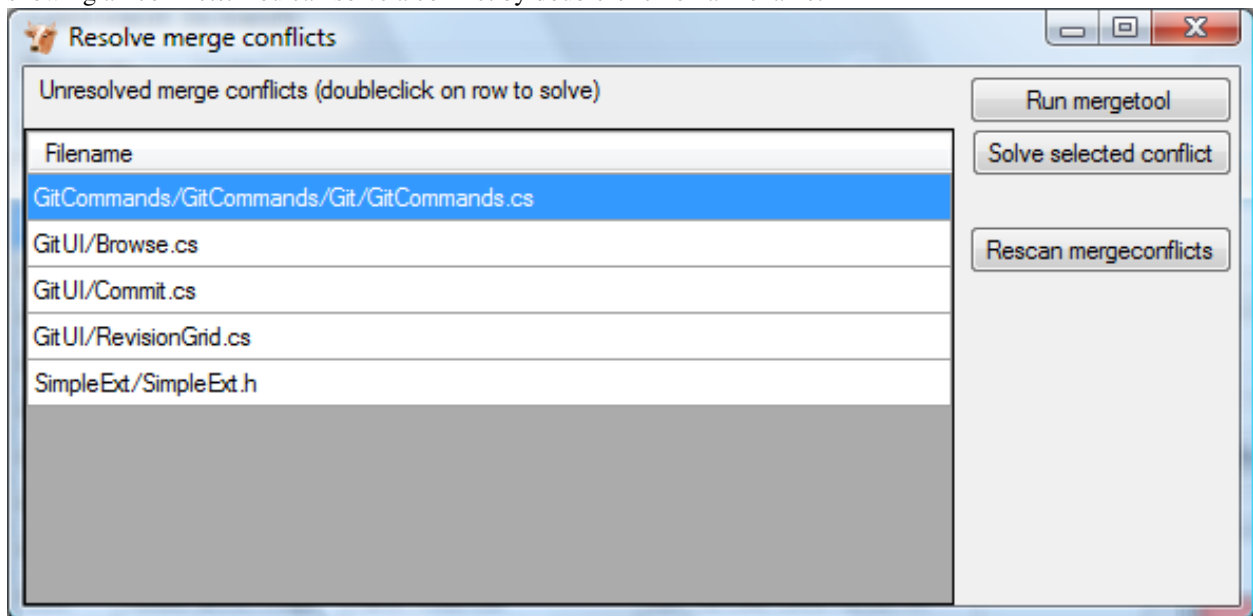 Resolve merge conflicts
Unresolved merge conflicts (doubleclick on row to solve)
Run mergetool
Filename
Solve selected conflict
GitCommands/GitCommands/Git/GitCommands.cs
GitUI/Browse.cs
Rescan mergeconflicts
GitUI/Commit.cs
GitUI/RevisionGrid.cs
SimpleExt/SimpleExt.h